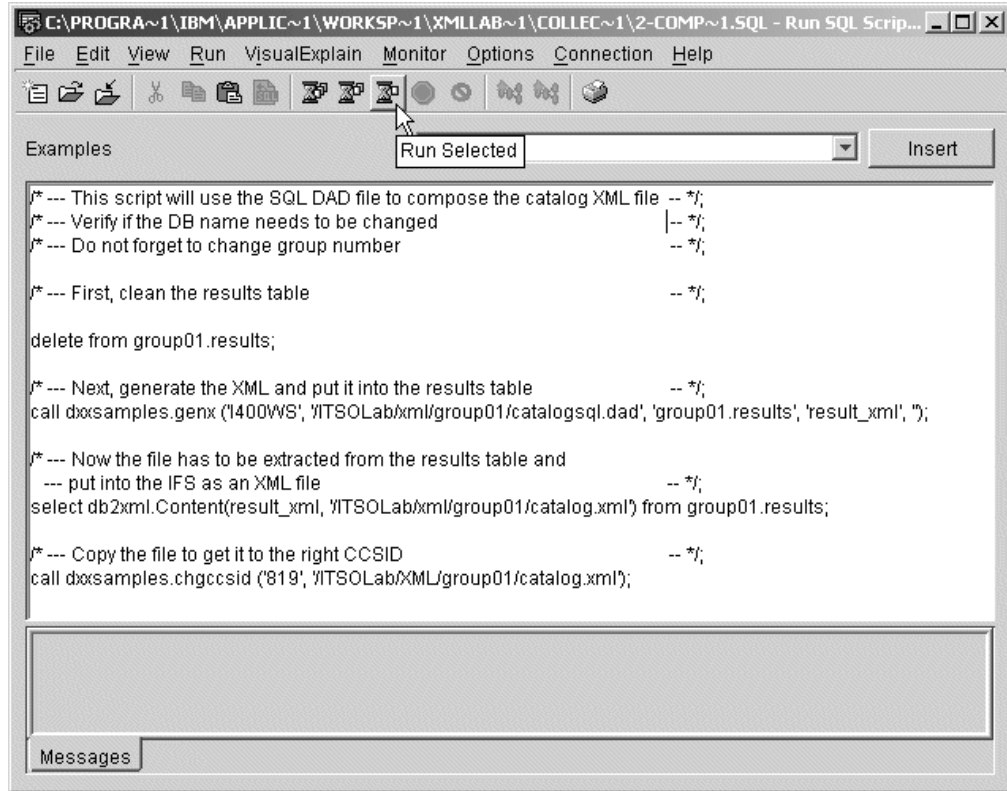 C:\PROGRA~1\IBM\APPLIC~1\WORKSP~1\XMLLAB~1\COLLEC~1\2-COMP~1.SQL - Run SQL Scrip...
File Edit View Run VisualExplain Monitor Options Connection Help
Examples
Run Selected
Insert
/* --- This script will use the SQL DAD file to compose the catalog XML file -- */;
/* --- Verify if the DB name needs to be changed -- */;
/* --- Do not forget to change group number -- */;
/* --- First, clean the results table -- */;
delete from group01.results;
/* --- Next, generate the XML and put it into the results table -- */;
call dxxsamples.genx ('I400WS', '/ITSOLab/xml/group01/catalogsql.dad', 'group01.results', 'result_xml', '');
/* --- Now the file has to be extracted from the results table and
--- put into the IFS as an XML file -- */;
select db2xml.Content(result_xml, '/ITSOLab/xml/group01/catalog.xml') from group01.results;
/* --- Copy the file to get it to the right CCSID -- */;
call dxxsamples.chgccsid ('819', '/ITSOLab/XML/group01/catalog.xml');
Messages